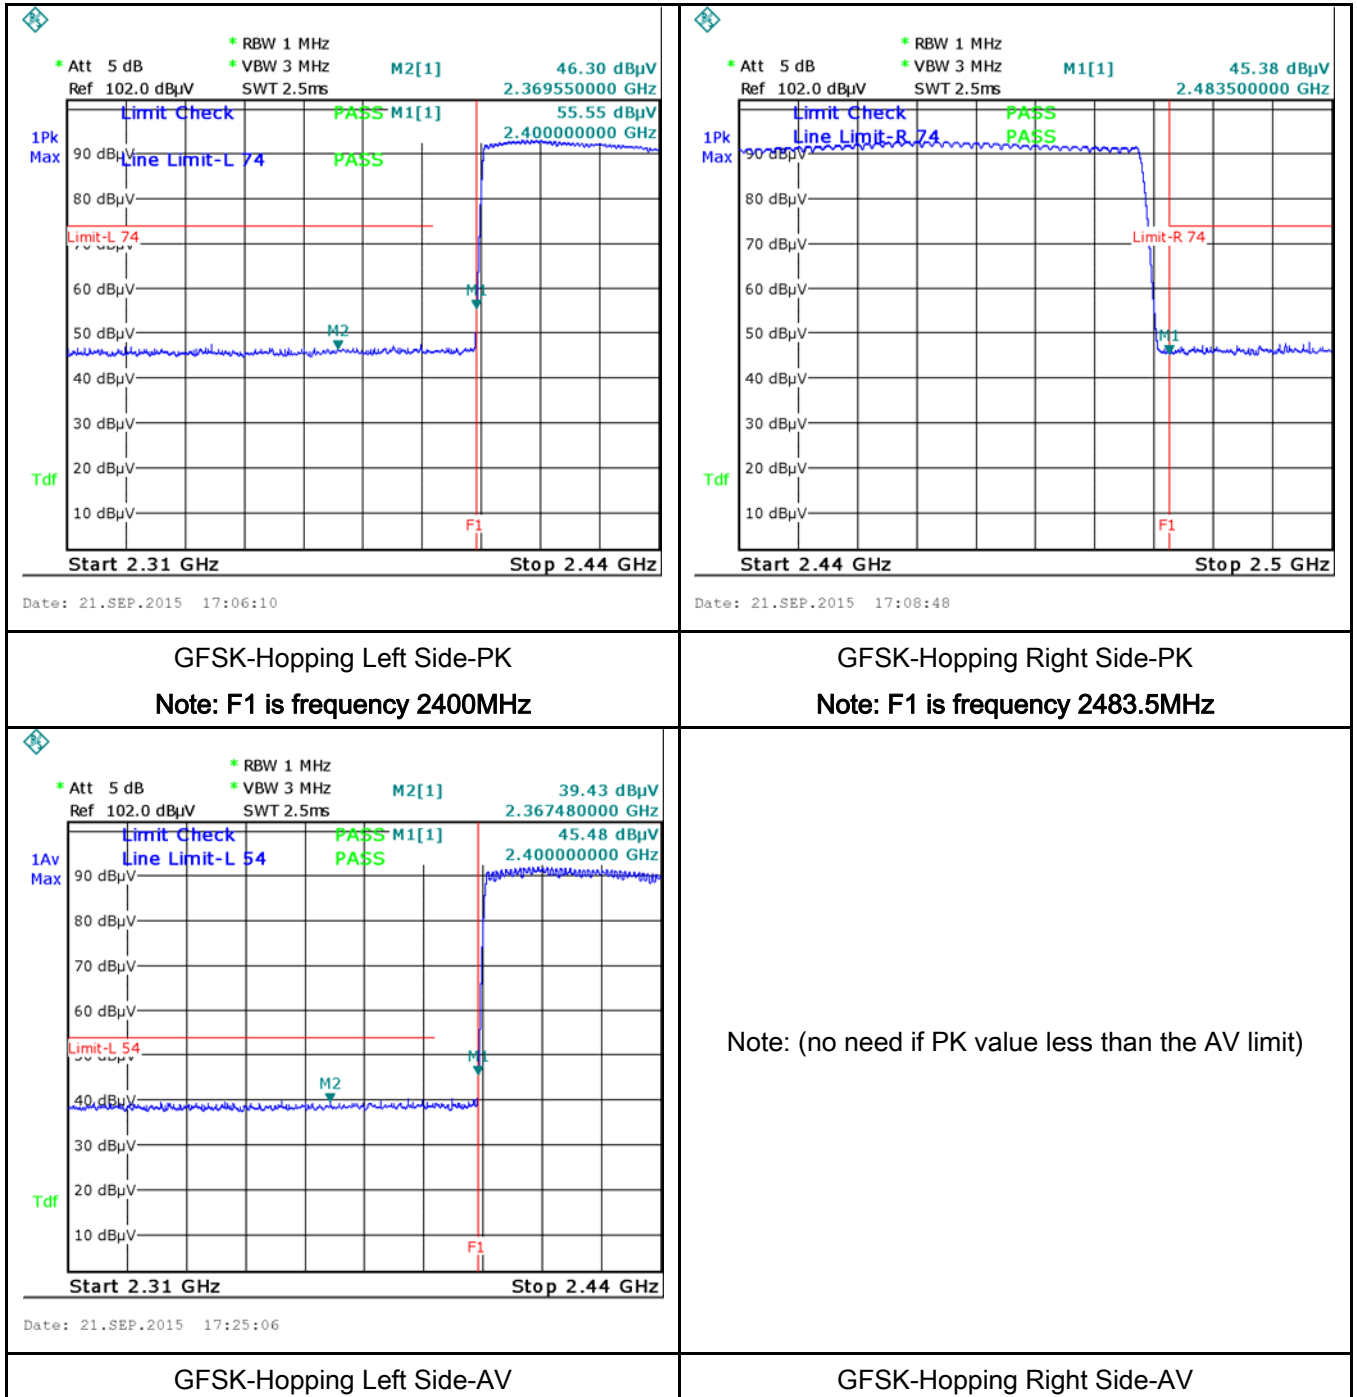 * RBW 1 MHz
* Att 5 dB * VBW 3 MHz M2[1] 46.30 dBµV
Ref 102.0 dBµV SWT 2.5ms 2.369550000 GHz
Limit Check PASS M1[1] 55.55 dBµV
2.400000000 GHz
1Pk
Max
90 dBµV
Line Limit-L 74 PASS
80 dBµV
Limit-L 74
70 dBµV
60 dBµV
M1
50 dBµV
M2
40 dBµV
30 dBµV
20 dBµV
Tdf
10 dBµV
F1
Start 2.31 GHz Stop 2.44 GHz
Date: 21.SEP.2015 17:06:10
* RBW 1 MHz
* Att 5 dB * VBW 3 MHz M1[1] 45.38 dBµV
Ref 102.0 dBµV SWT 2.5ms 2.483500000 GHz
Limit Check PASS
1Pk
Max
Line Limit-R 74 PASS
90 dBµV
80 dBµV
Limit-R 74
70 dBµV
60 dBµV
50 dBµV
M1
40 dBµV
30 dBµV
20 dBµV
Tdf
10 dBµV
F1
Start 2.44 GHz Stop 2.5 GHz
Date: 21.SEP.2015 17:08:48
GFSK-Hopping Left Side-PK
Note: F1 is frequency 2400MHz
GFSK-Hopping Right Side-PK
Note: F1 is frequency 2483.5MHz
* RBW 1 MHz
* Att 5 dB * VBW 3 MHz M2[1] 39.43 dBµV
Ref 102.0 dBµV SWT 2.5ms 2.367480000 GHz
Limit Check PASS M1[1] 45.48 dBµV
Line Limit-L 54 PASS 2.400000000 GHz
1Av
Max
90 dBµV
80 dBµV
70 dBµV
60 dBµV
Limit-L 54
50 dBµV
M1
M2
40 dBµV
30 dBµV
20 dBµV
Tdf
10 dBµV
F1
Start 2.31 GHz Stop 2.44 GHz
Date: 21.SEP.2015 17:25:06
Note: (no need if PK value less than the AV limit)
GFSK-Hopping Left Side-AV
GFSK-Hopping Right Side-AV